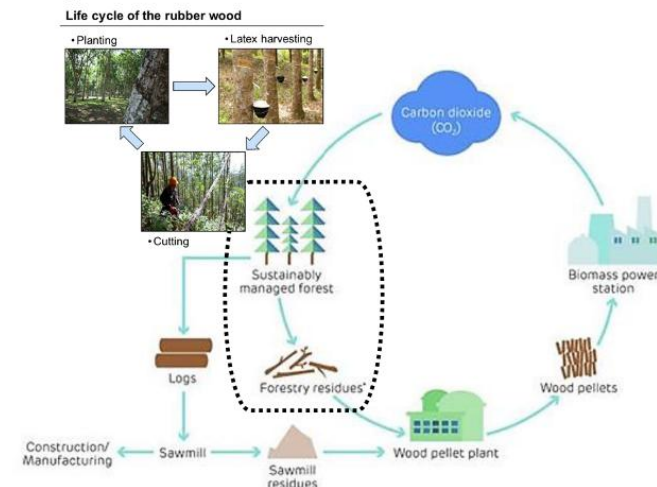 Life cycle of the rubber wood
• Planting
• Latex harvesting
• Cutting
Carbon dioxide
(CO₂)
Sustainably
managed forest
Biomass power
station
Logs
Forestry residues*
Wood pellets
Construction/
Manufacturing
Sawmill
Sawmill
residues
Wood pellet plant